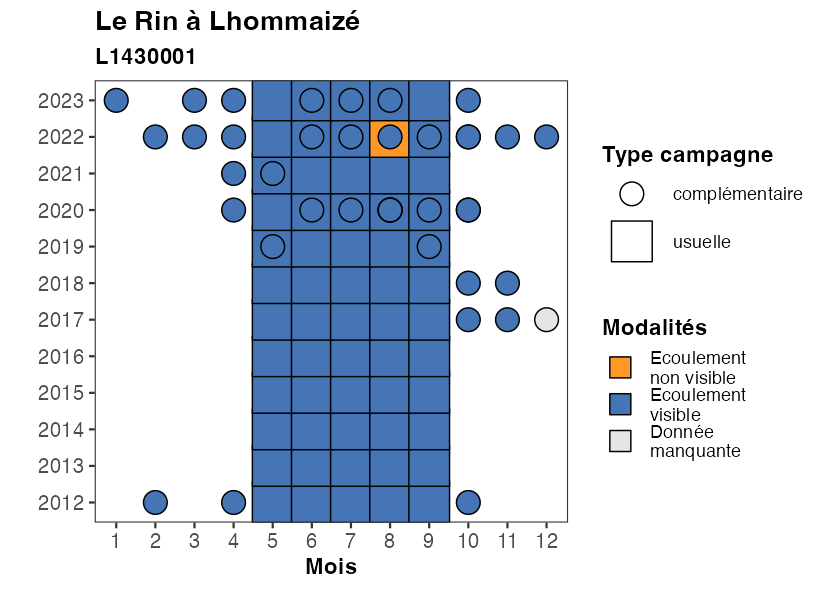 Le Rin à Lhommaizé
L1430001
2023
2022
2021
2020
2019
2018
2017
2016
2015
2014
2013
2012
1 2 3 4 5 6 7 8 9 10 11 12
Mois
Type campagne
complémentaire
usuelle
Modalités
Ecoulement
non visible
Ecoulement
visible
Donnée
manquante